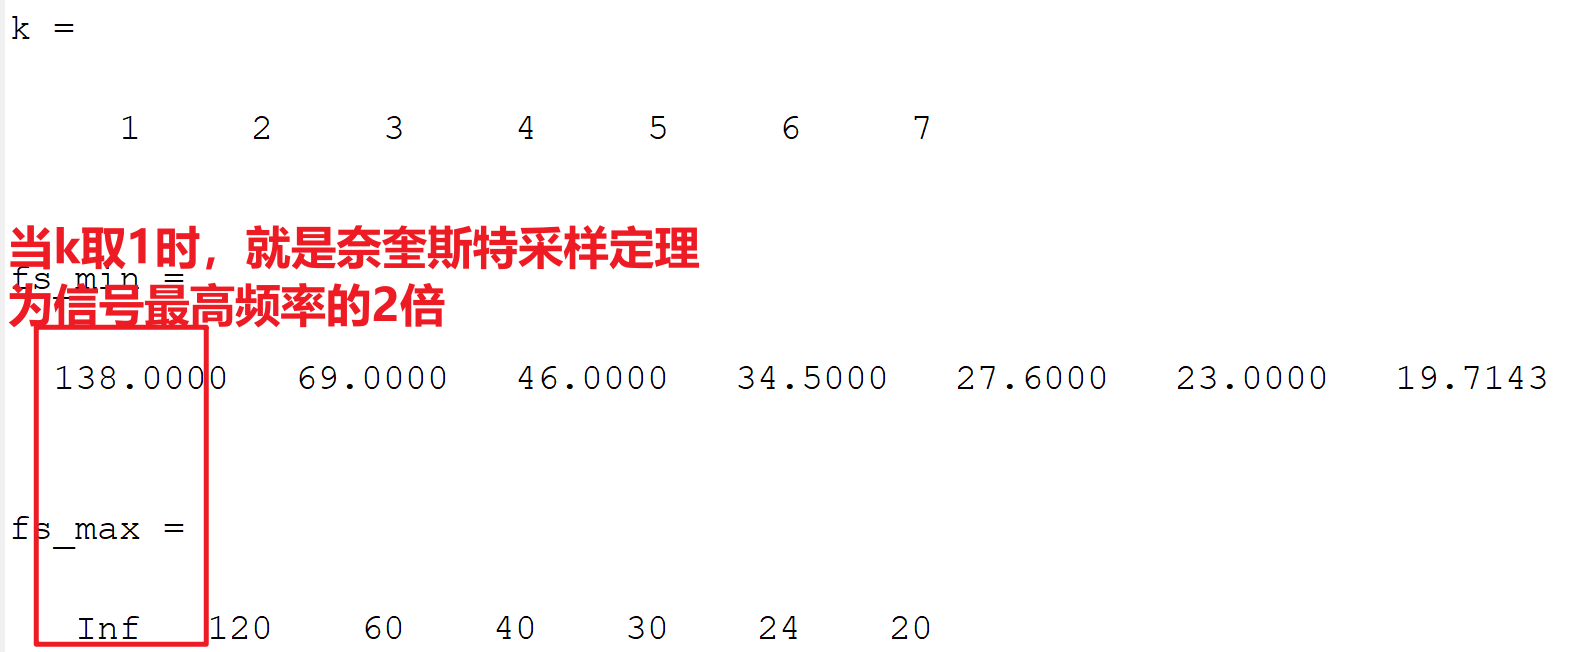 k =
1 2 3 4 5 6 7
当k取1时，就是奈奎斯特采样定理
fs_min =
为信号最高频率的2倍
138.0000 69.0000 46.0000 34.5000 27.6000 23.0000 19.7143
fs_max =
Inf 120 60 40 30 24 20